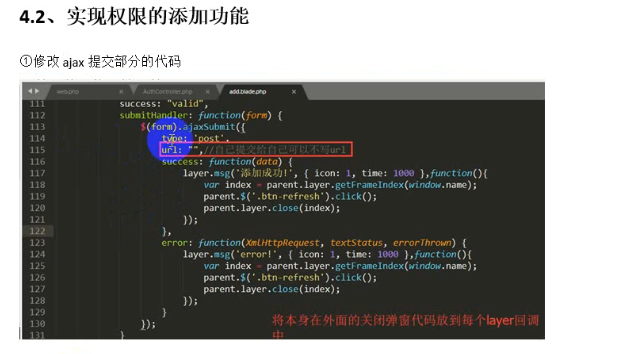 4.2、实现权限的添加功能
①修改 ajax 提交部分的代码
web.php × AuthController.php × add.blade.php ×
111 success: "valid",
112 submitHandler: function(form) {
113 $(form).ajaxSubmit({
114 type: 'post',
115 url: "",//自己提交给自己可以不写url
116 success: function(data) {
117 layer.msg('添加成功!', { icon: 1, time: 1000 },function(){
118 var index = parent.layer.getFrameIndex(window.name);
119 parent.$('.btn-refresh').click();
120 parent.layer.close(index);
121 });
122 },
123 error: function(XmlHttpRequest, textStatus, errorThrown) {
124 layer.msg('error!', { icon: 1, time: 1000 },function(){
125 var index = parent.layer.getFrameIndex(window.name);
126 parent.$('.btn-refresh').click();
127 parent.layer.close(index);
128 });
129 }
130 });
131 }
将本身在外面的关闭弹窗代码放到每个layer回调
中